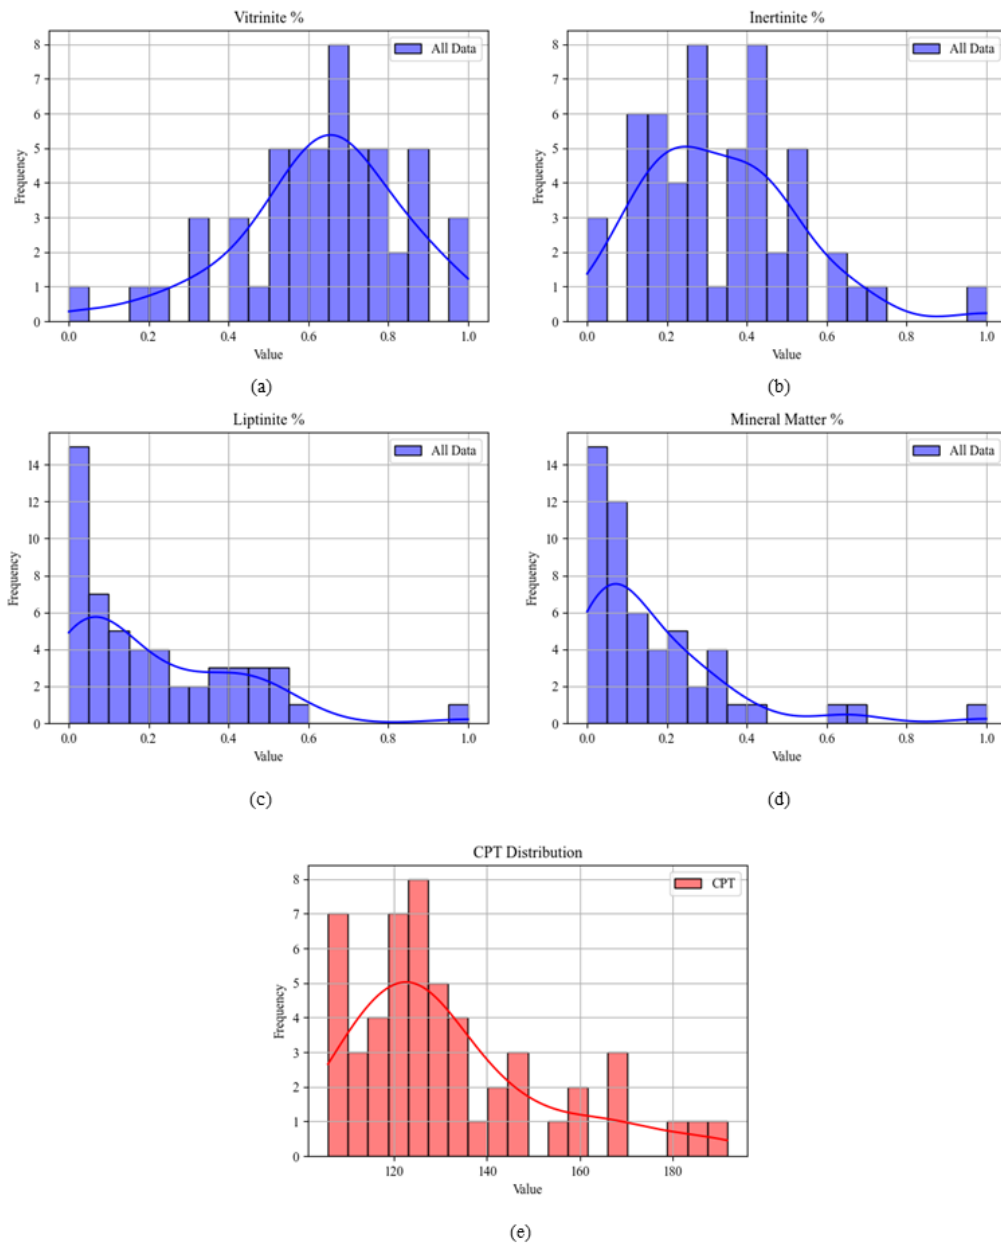 Vitrinite %
Inertinite %
All Data
All Data
Frequency
Frequency
8
7
6
5
4
3
2
1
0
8
7
6
5
4
3
2
1
0
0.0 0.2 0.4 0.6 0.8 1.0
0.0 0.2 0.4 0.6 0.8 1.0
Value
Value
(a)
(b)
Liptinite %
Mineral Matter %
All Data
All Data
Frequency
Frequency
14
12
10
8
6
4
2
0
14
12
10
8
6
4
2
0
0.0 0.2 0.4 0.6 0.8 1.0
0.0 0.2 0.4 0.6 0.8 1.0
Value
Value
(c)
(d)
CPT Distribution
CPT
Frequency
8
7
6
5
4
3
2
1
0
120 140 160 180
Value
(e)